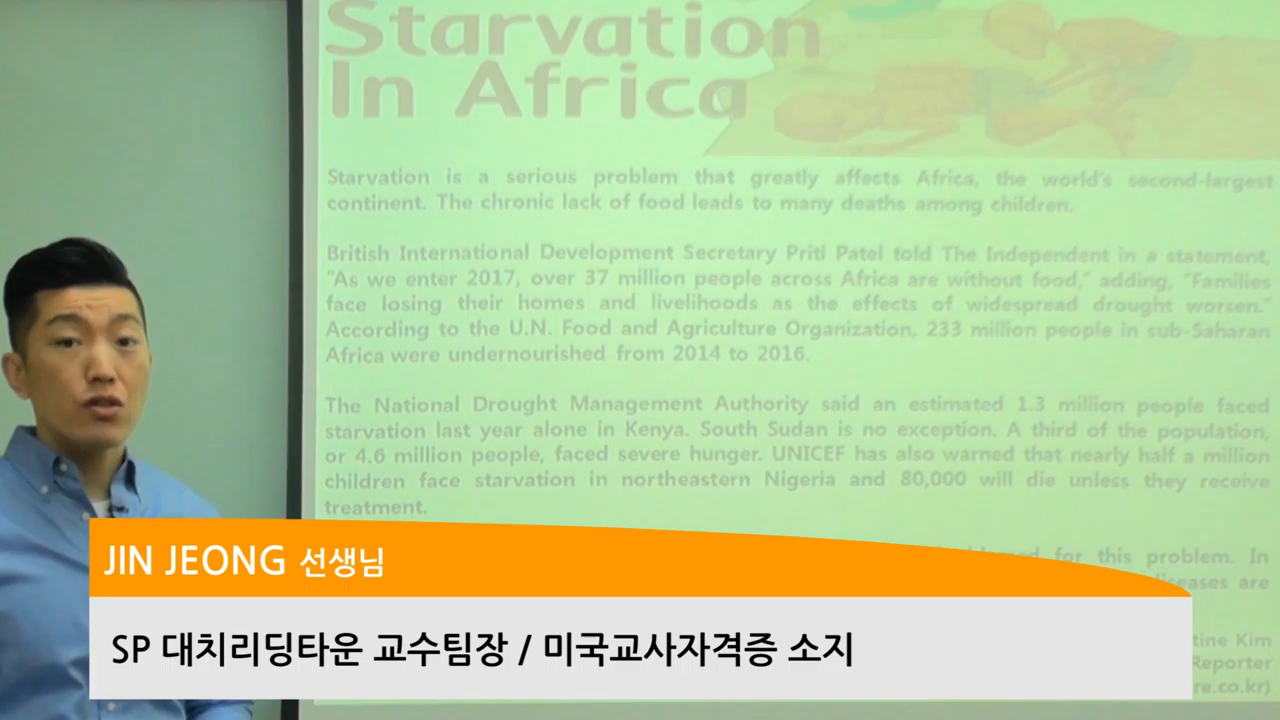 Starvation
In Africa
Starvation is a serious problem that greatly affects Africa, the world's second-largest
continent. The chronic lack of food leads to many deaths among children.
British International Development Secretary Priti Patel told The Independent in a statement,
"As we enter 2017, over 37 million people across Africa are without food," adding, "Families
face losing their homes and livelihoods as the effects of widespread drought worsen."
According to the U.N. Food and Agriculture Organization, 233 million people in sub-Saharan
Africa were undernourished from 2014 to 2016.
The National Drought Management Authority said an estimated 1.3 million people faced
starvation last year alone in Kenya. South Sudan is no exception. A third of the population,
or 4.6 million people, faced severe hunger. UNICEF has also warned that nearly half a million
children face starvation in northeastern Nigeria and 80,000 will die unless they receive
treatment.
for this problem. In
diseases are
tine Kim
Reporter
re.co.kr)
JIN JEONG 선생님
SP 대치리딩타운 교수팀장 / 미국교사자격증 소지